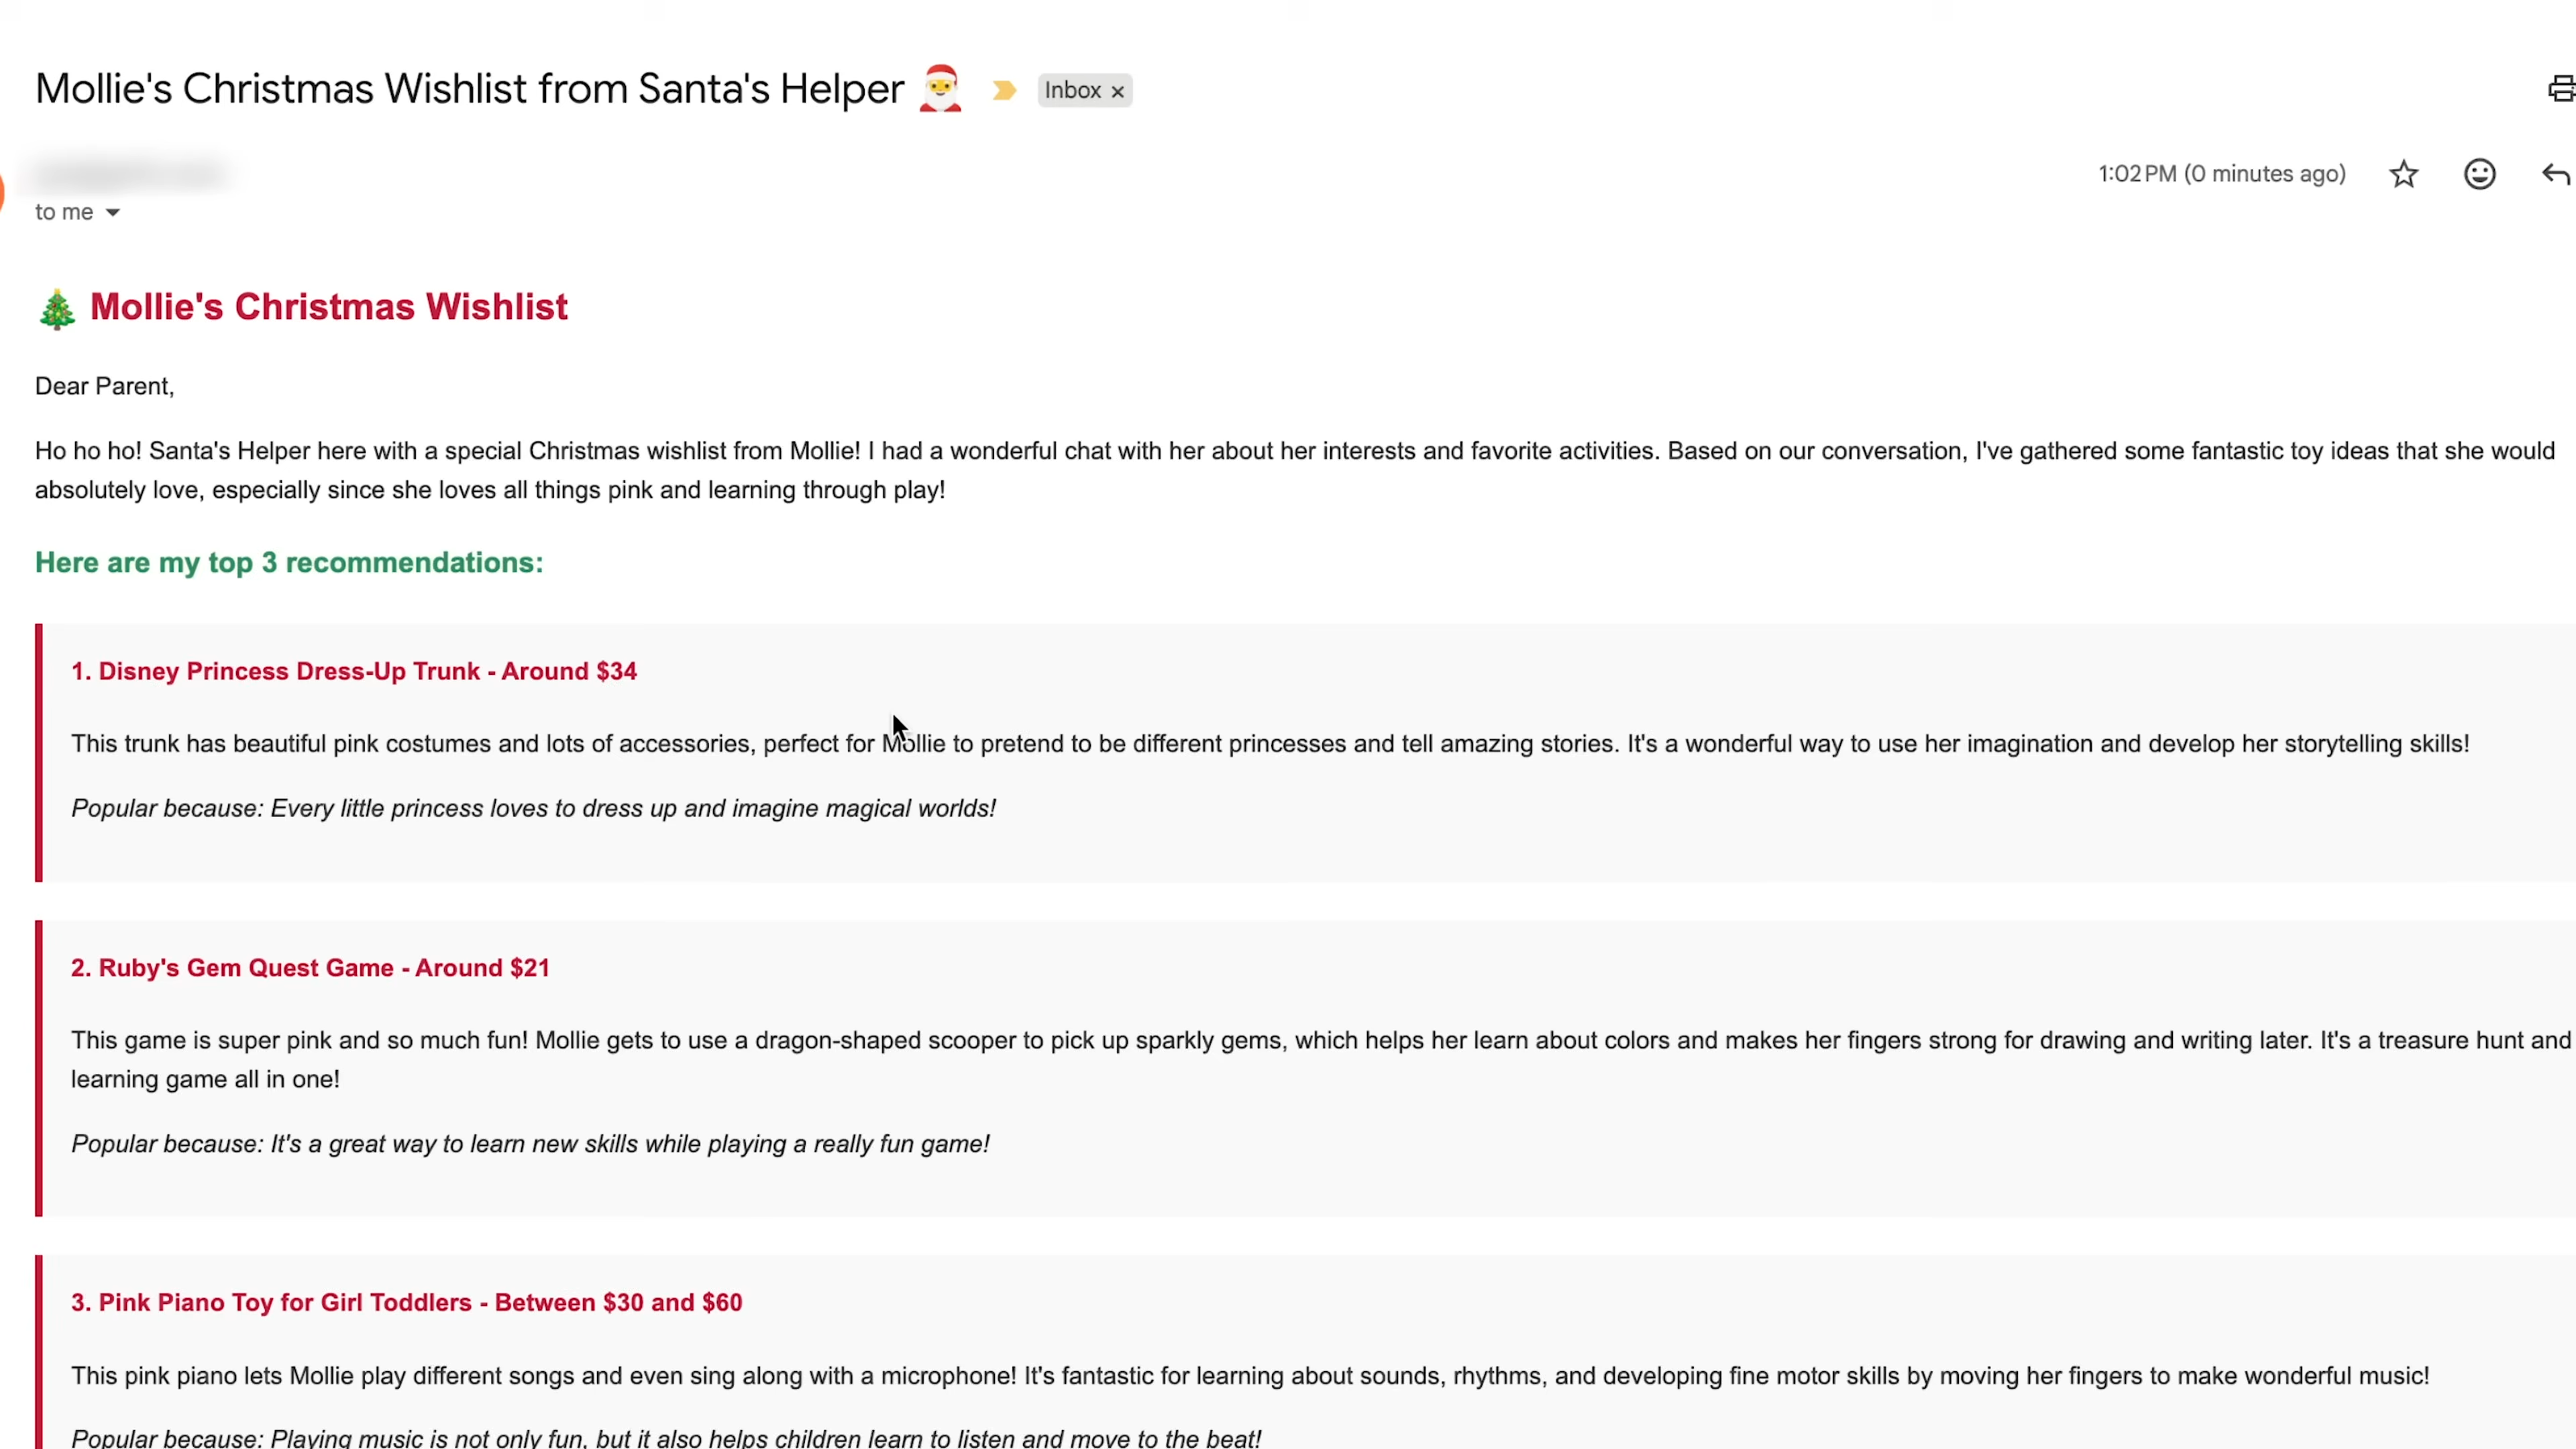 Mollie's Christmas Wishlist from Santa's Helper 🎅 Inbox ×
1:02 PM (0 minutes ago)
to me
🎄 Mollie's Christmas Wishlist
Dear Parent,
Ho ho ho! Santa's Helper here with a special Christmas wishlist from Mollie! I had a wonderful chat with her about her interests and favorite activities. Based on our conversation, I've gathered some fantastic toy ideas that she would
absolutely love, especially since she loves all things pink and learning through play!
Here are my top 3 recommendations:
1. Disney Princess Dress-Up Trunk - Around $34
This trunk has beautiful pink costumes and lots of accessories, perfect for Mollie to pretend to be different princesses and tell amazing stories. It's a wonderful way to use her imagination and develop her storytelling skills!
Popular because: Every little princess loves to dress up and imagine magical worlds!
2. Ruby's Gem Quest Game - Around $21
This game is super pink and so much fun! Mollie gets to use a dragon-shaped scooper to pick up sparkly gems, which helps her learn about colors and makes her fingers strong for drawing and writing later. It's a treasure hunt and
learning game all in one!
Popular because: It's a great way to learn new skills while playing a really fun game!
3. Pink Piano Toy for Girl Toddlers - Between $30 and $60
This pink piano lets Mollie play different songs and even sing along with a microphone! It's fantastic for learning about sounds, rhythms, and developing fine motor skills by moving her fingers to make wonderful music!
Popular because: Playing music is not only fun, but it also helps children learn to listen and move to the beat!